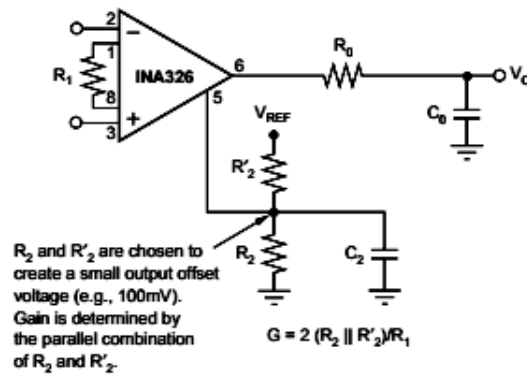 2
1
R1
8
3
−
INA326
+
6
5
R0
VO
C0
VREF
R'2
R2
C2
R2 and R'2 are chosen to
create a small output offset
voltage (e.g., 100mV).
Gain is determined by
the parallel combination
of R2 and R'2.
G = 2 (R2 || R'2)/R1